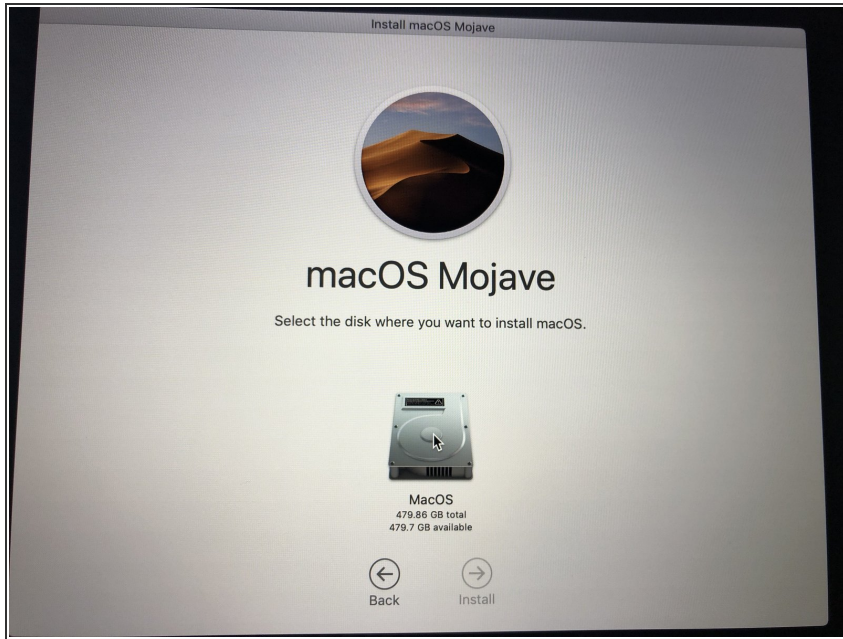 Install macOS Mojave
macOS Mojave
Select the disk where you want to install macOS.
MacOS
479.86 GB total
479.7 GB available
Back
Install